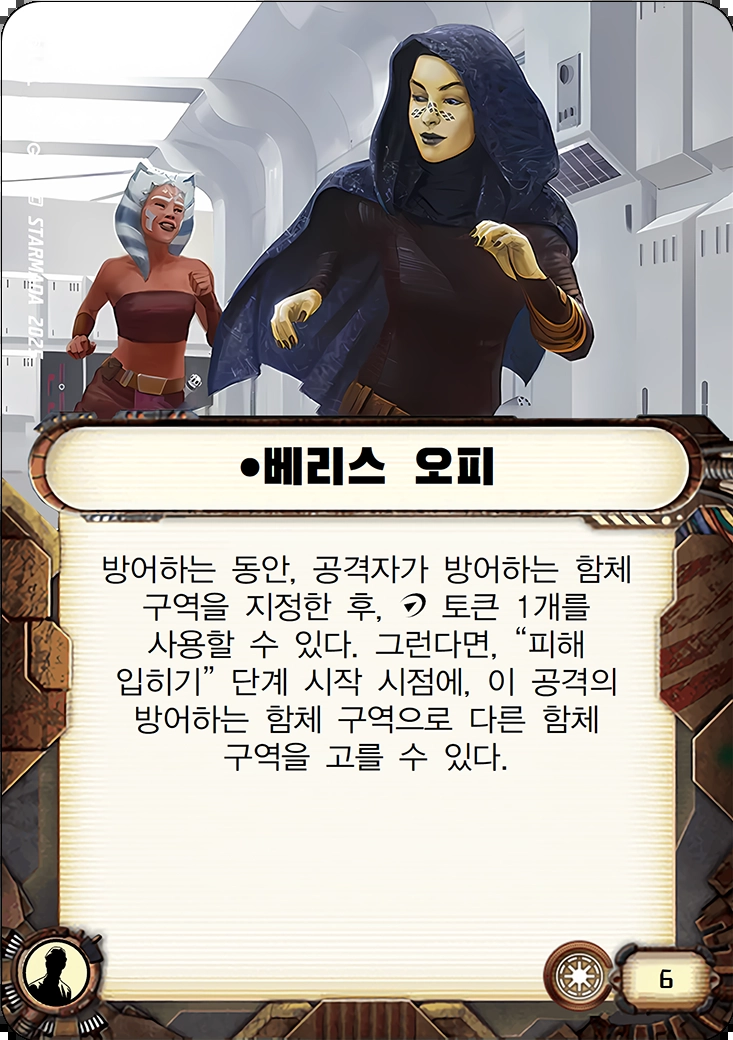 •베리스 오피
방어하는 동안, 공격자가 방어하는 함체
구역을 지정한 후, 토큰 1개를
사용할 수 있다. 그런다면, “피해
입히기” 단계 시작 시점에, 이 공격의
방어하는 함체 구역으로 다른 함체
구역을 고를 수 있다.
6
STARMADA